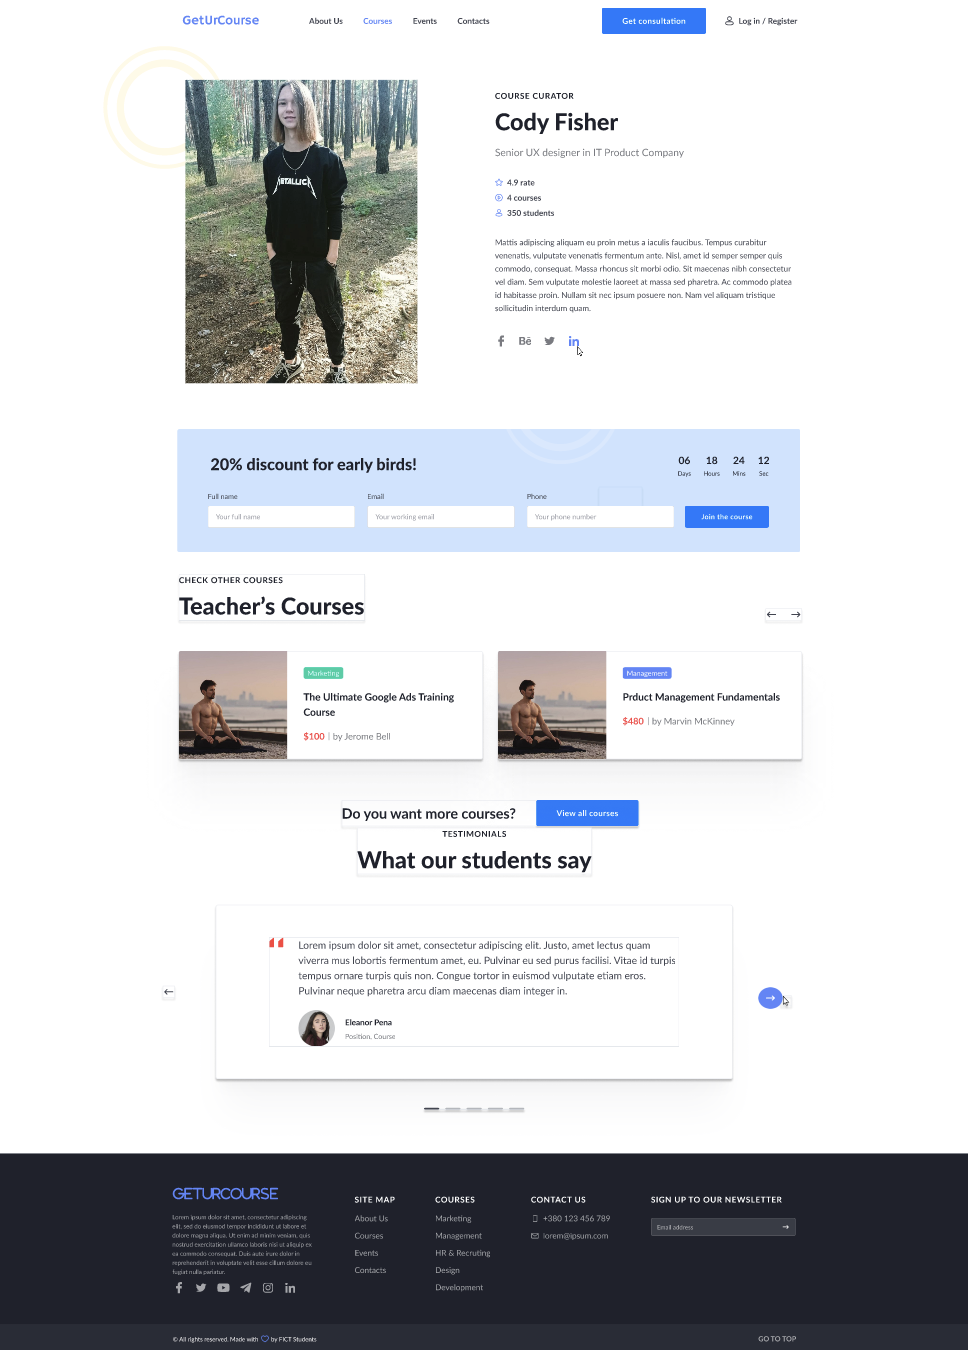 GetUrCourse
About Us
Courses
Events
Contacts
Get consultation
Log in / Register
METALLICA
COURSE CURATOR
Cody Fisher
Senior UX designer in IT Product Company
4.9 rate
4 courses
350 students
Mattis adipiscing aliquam eu proin metus a iaculis faucibus. Tempus curabitur
venenatis, vulputate venenatis fermentum ante. Nisl, amet id semper semper quis
commodo, consequat. Massa rhoncus sit morbi odio. Sit maecenas nibh consectetur
vel diam. Sem vulputate molestie laoreet at massa sed pharetra. Ac commodo platea
id habitasse proin. Nullam sit nec ipsum posuere non. Nam vel aliquam tristique
sollicitudin interdum quam.
Bē
in
20% discount for early birds!
06 18 24 12
Days Hours Mins Sec
Full name
Email
Phone
Your full name
Your working email
Your phone number
Join the course
CHECK OTHER COURSES
Teacher’s Courses
Marketing
The Ultimate Google Ads Training
Course
$100 | by Jerome Bell
Management
Prduct Management Fundamentals
$480 | by Marvin McKinney
Do you want more courses?
View all courses
TESTIMONIALS
What our students say
Lorem ipsum dolor sit amet, consectetur adipiscing elit. Justo, amet lectus quam
viverra mus lobortis fermentum amet, eu. Pulvinar eu sed purus facilisi. Vitae id turpis
tempus ornare turpis quis non. Congue tortor in euismod vulputate etiam eros.
Pulvinar neque pharetra arcu diam maecenas diam integer in.
Eleanor Pena
Position, Course
GETURCOURSE
Lorem ipsum dolor sit amet, consectetur adipiscing
elit, sed do eiusmod tempor incididunt ut labore et
dolore magna aliqua. Ut enim ad minim veniam, quis
nostrud exercitation ullamco laboris nisi ut aliquip ex
ea commodo consequat. Duis aute irure dolor in
reprehenderit in voluptate velit esse cillum dolore eu
fugiat nulla pariatur.
in
SITE MAP
About Us
Courses
Events
Contacts
COURSES
Marketing
Management
HR & Recruting
Design
Development
CONTACT US
+380 123 456 789
lorem@ipsum.com
SIGN UP TO OUR NEWSLETTER
Email address
© All rights reserved. Made with
by FICT Students
GO TO TOP